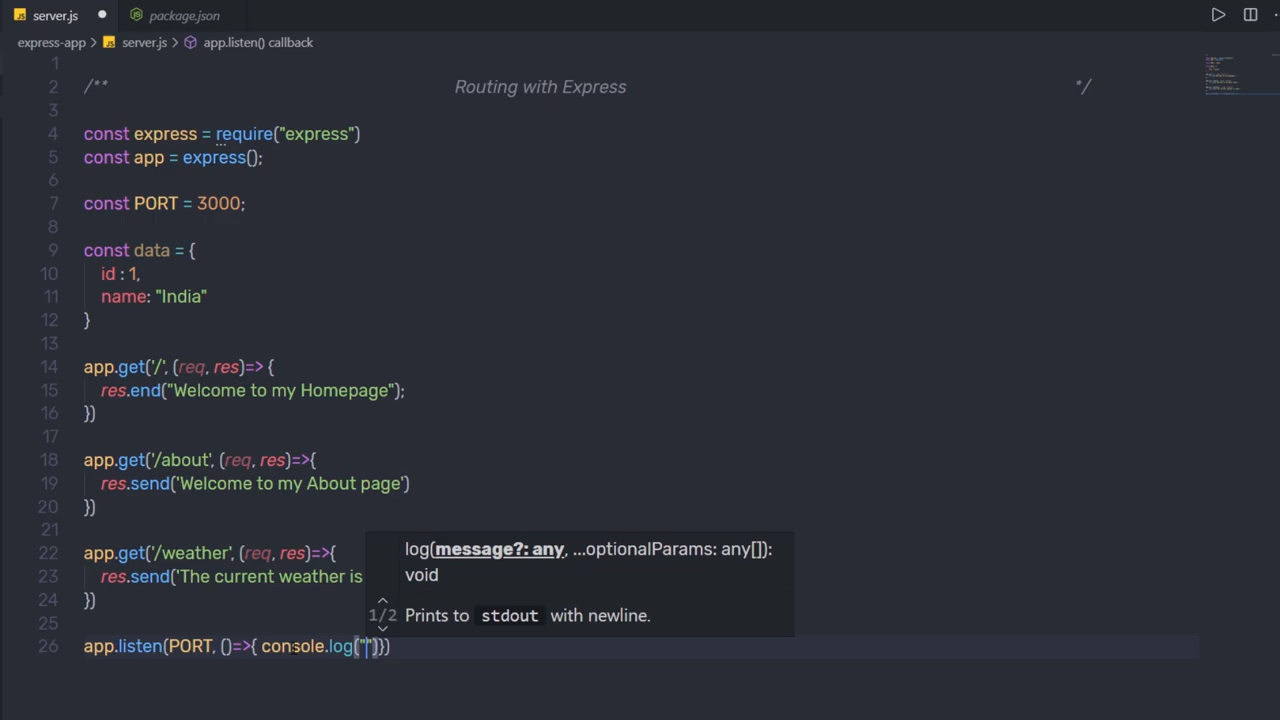 server.js
package.json
express-app > server.js > app.listen() callback
1
2 /** Routing with Express */
3
4 const express = require("express")
5 const app = express();
6
7 const PORT = 3000;
8
9 const data = {
10 id : 1,
11 name: "India"
12 }
13
14 app.get('/', (req, res)=> {
15 res.end("Welcome to my Homepage");
16 })
17
18 app.get('/about', (req, res)=>{
19 res.send('Welcome to my About page')
20 })
21
22 app.get('/weather', (req, res)=>{
23 res.send('The current weather is
24 })
25
26 app.listen(PORT, ()=>{ console.log("")})
log(message?: any, ...optionalParams: any[]):
void
1/2 Prints to stdout with newline.